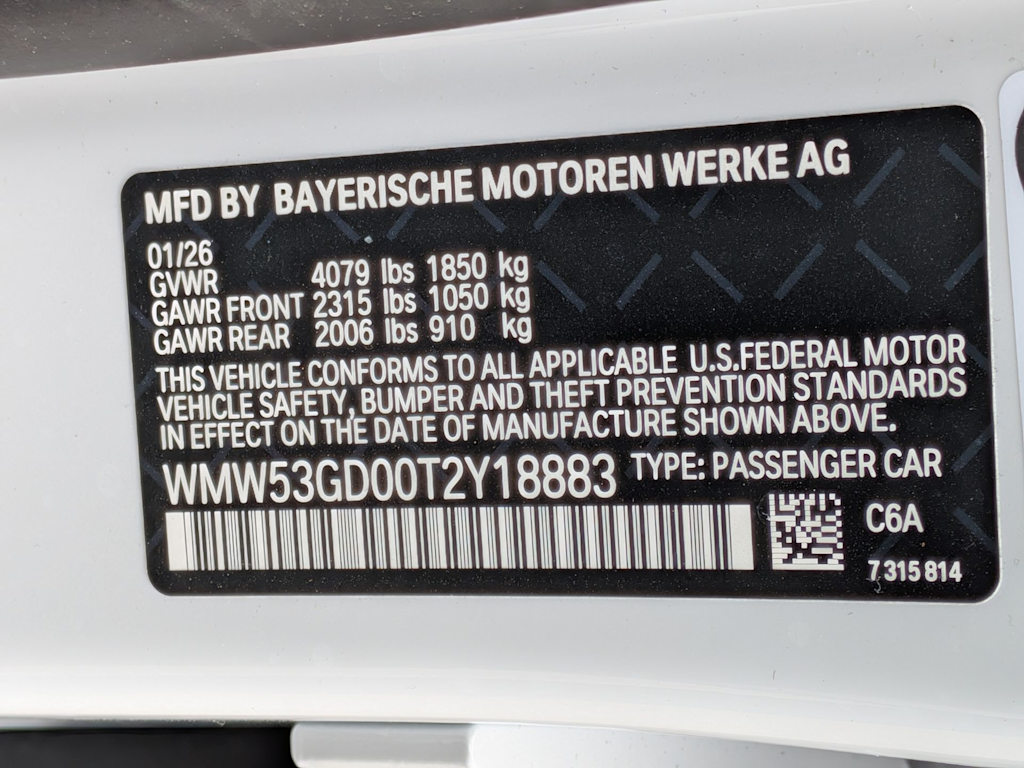 MFD BY BAYERISCHE MOTOREN WERKE AG
01/26
GVWR 4079 lbs 1850 kg
GAWR FRONT 2315 lbs 1050 kg
GAWR REAR 2006 lbs 910 kg
THIS VEHICLE CONFORMS TO ALL APPLICABLE U.S.FEDERAL MOTOR
VEHICLE SAFETY, BUMPER AND THEFT PREVENTION STANDARDS
IN EFFECT ON THE DATE OF MANUFACTURE SHOWN ABOVE.
WMW53GD00T2Y18883 TYPE: PASSENGER CAR
C6A
7 315 814